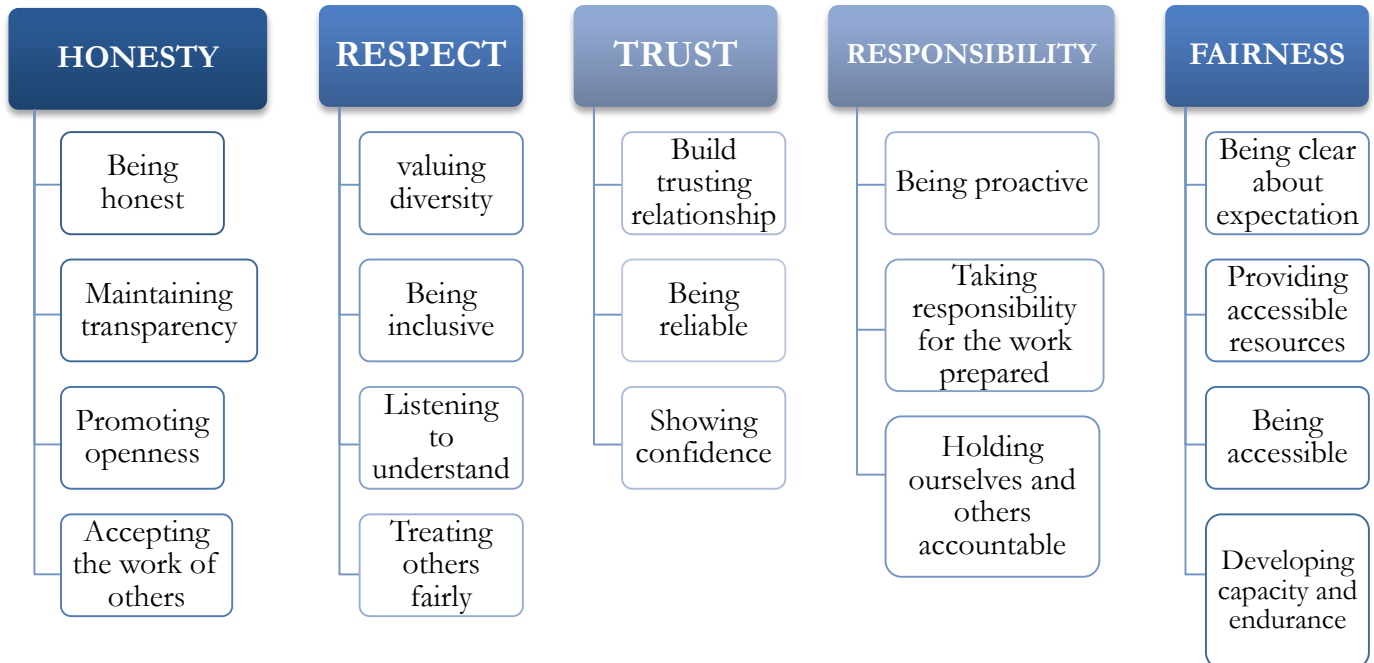 HONESTY
Being
honest
Maintaining
transparency
Promoting
openness
Accepting
the work of
others
RESPECT
valuing
diversity
Being
inclusive
Listening
to
understand
Treating
others
fairly
TRUST
Build
trusting
relationship
Being
reliable
Showing
confidence
RESPONSIBILITY
Being proactive
Taking
responsibility
for the work
prepared
Holding
ourselves and
others
accountable
FAIRNESS
Being clear
about
expectation
Providing
accessible
resources
Being
accessible
Developing
capacity and
endurance